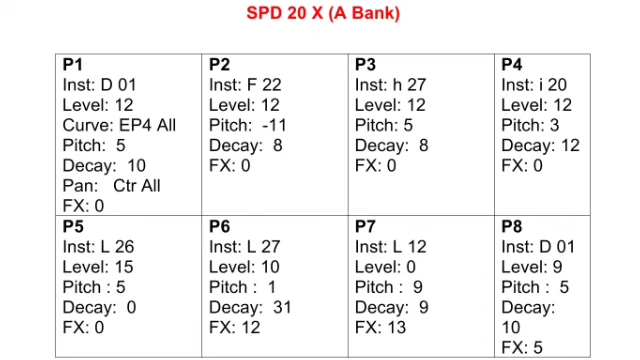 SPD 20 X (A Bank)
P1
Inst: D 01
Level: 12
Curve: EP4 All
Pitch: 5
Decay: 10
Pan: Ctr All
FX: 0
P2
Inst: F 22
Level: 12
Pitch: -11
Decay: 8
FX: 0
P3
Inst: h 27
Level: 12
Pitch: 5
Decay: 8
FX: 0
P4
Inst: i 20
Level: 12
Pitch: 3
Decay: 12
FX: 0
P5
Inst: L 26
Level: 15
Pitch : 5
Decay: 0
FX: 0
P6
Inst: L 27
Level: 10
Pitch : 1
Decay: 31
FX: 12
P7
Inst: L 12
Level: 0
Pitch : 9
Decay: 9
FX: 13
P8
Inst: D 01
Level: 9
Pitch : 5
Decay:
10
FX: 5